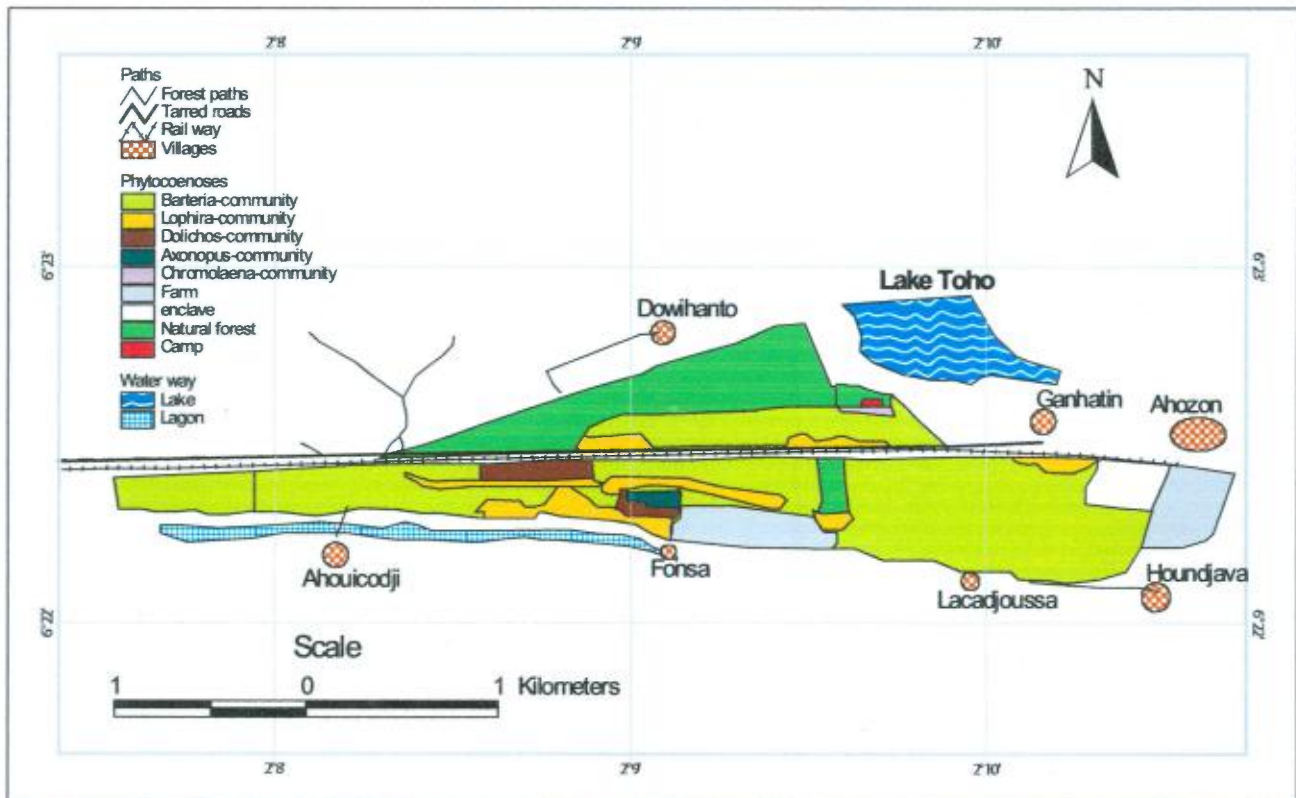 2°8'
2°9'
2°10'
Paths
Forest paths
Tarred roads
Rail way
Villages
N
Phytocoenoses
Barteria-community
Lophira-community
Dolichos-community
Axonopus-community
Chromolaena-community
Farm
enclave
Natural forest
Camp
6°23'
6°23'
Lake Toho
Dowihanto
Water way
Lake
Lagon
Ganhatin
Ahozon
Ahouicodji
Fonsa
Lacadjoussa
Houndjava
6°22'
6°22'
Scale
1 0 1 Kilometers
2°8'
2°9'
2°10'